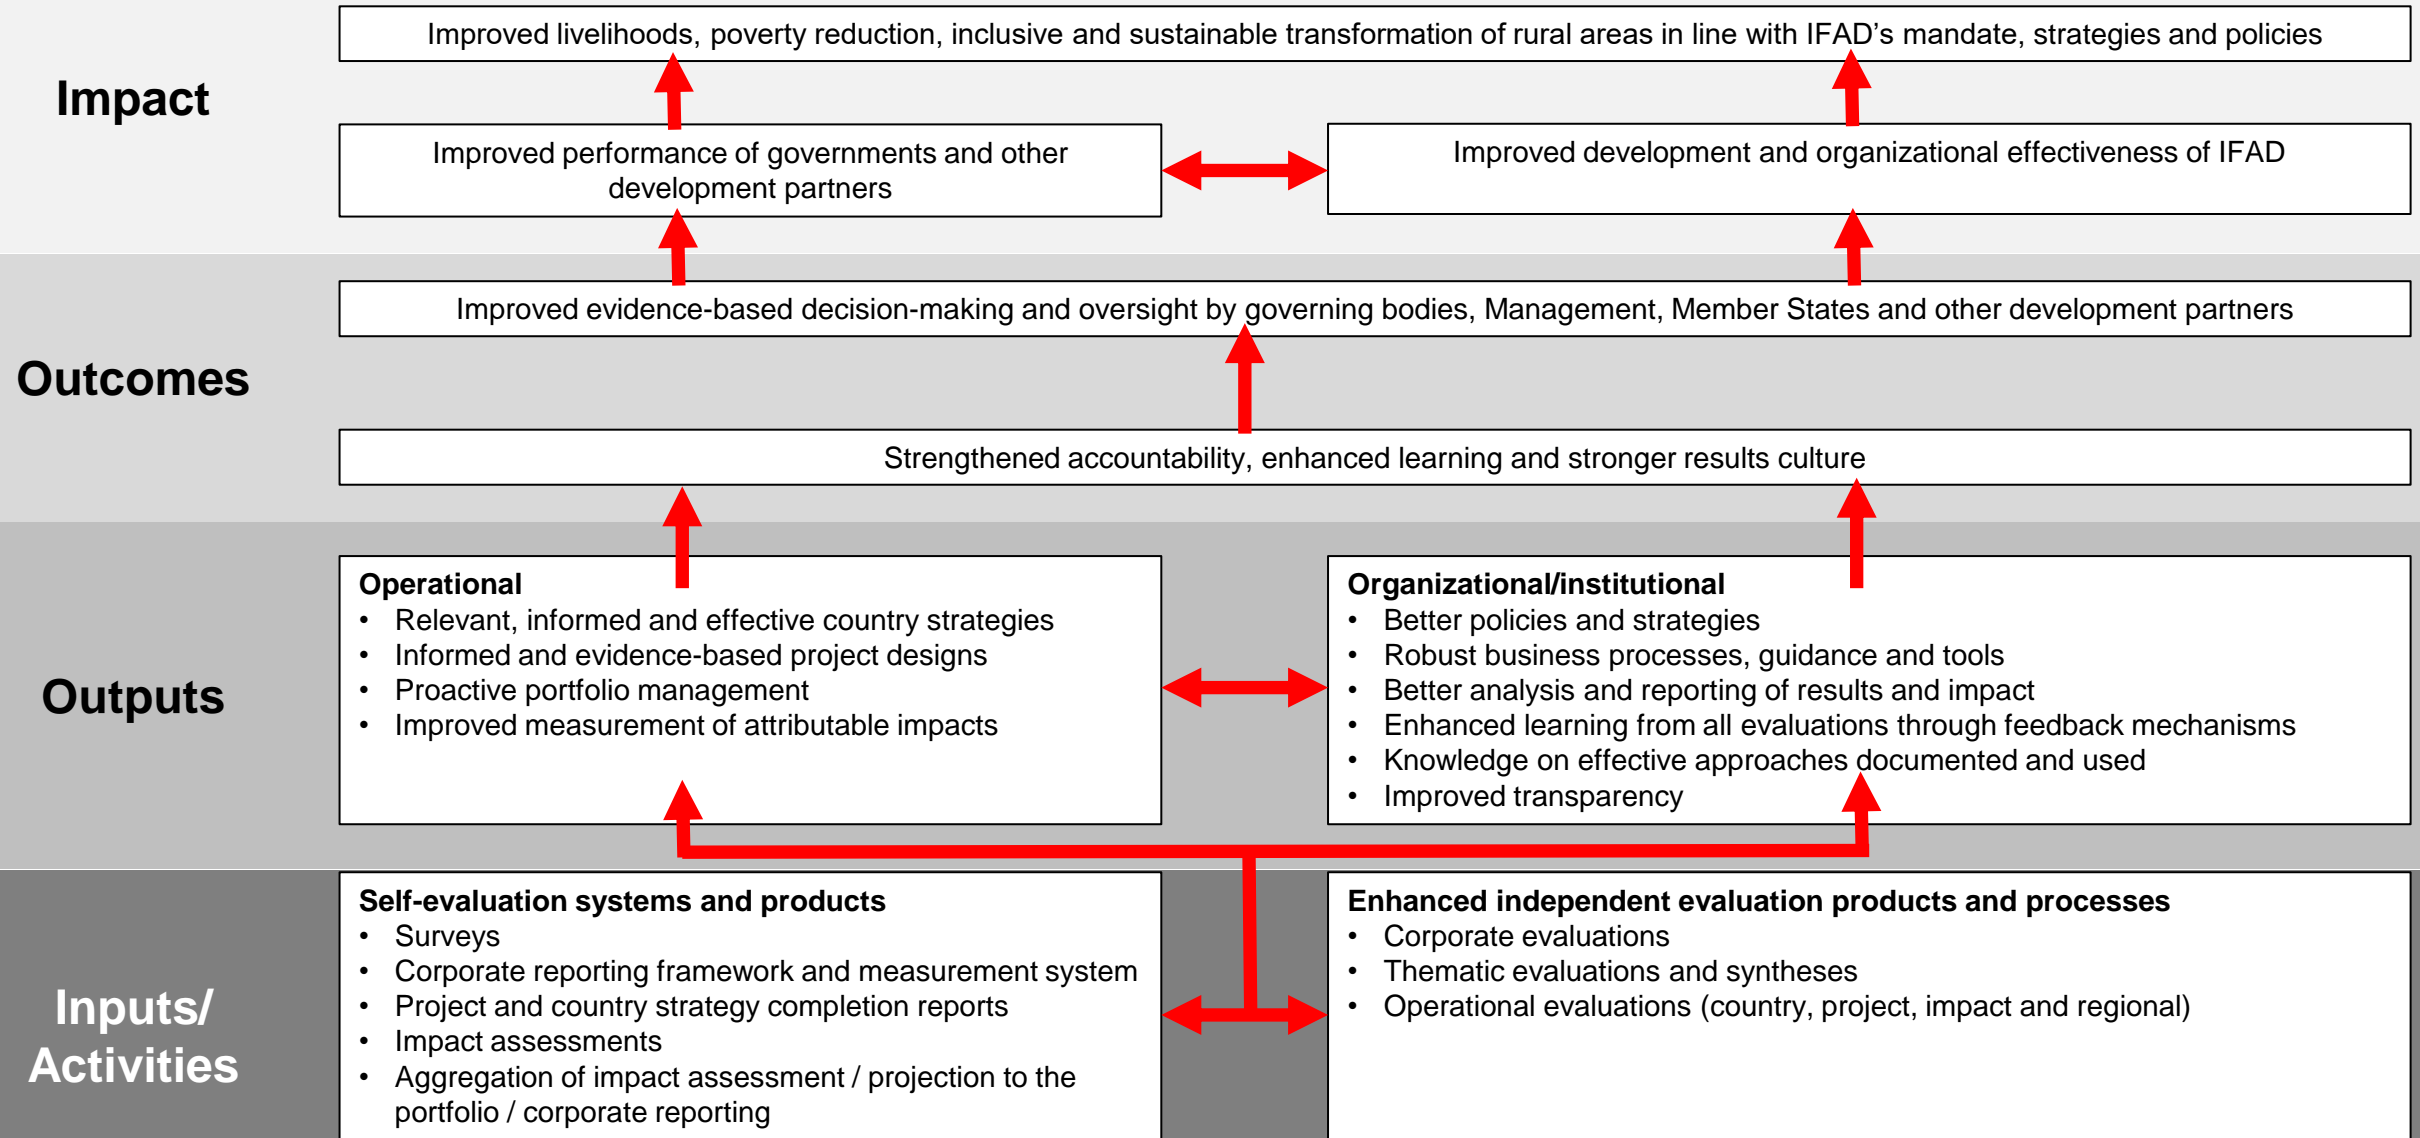 Impact
Improved livelihoods, poverty reduction, inclusive and sustainable transformation of rural areas in line with IFAD's mandate, strategies and policies
Improved performance of governments and other
development partners
Improved development and organizational effectiveness of IFAD
Outcomes
Improved evidence-based decision-making and oversight by governing bodies, Management, Member States and other development partners
Strengthened accountability, enhanced learning and stronger results culture
Outputs
Operational
• Relevant, informed and effective country strategies
• Informed and evidence-based project designs
• Proactive portfolio management
• Improved measurement of attributable impacts
Organizational/institutional
• Better policies and strategies
• Robust business processes, guidance and tools
• Better analysis and reporting of results and impact
• Enhanced learning from all evaluations through feedback mechanisms
• Knowledge on effective approaches documented and used
• Improved transparency
Inputs/
Activities
Self-evaluation systems and products
• Surveys
• Corporate reporting framework and measurement system
• Project and country strategy completion reports
• Impact assessments
• Aggregation of impact assessment / projection to the
portfolio / corporate reporting
Enhanced independent evaluation products and processes
• Corporate evaluations
• Thematic evaluations and syntheses
• Operational evaluations (country, project, impact and regional)